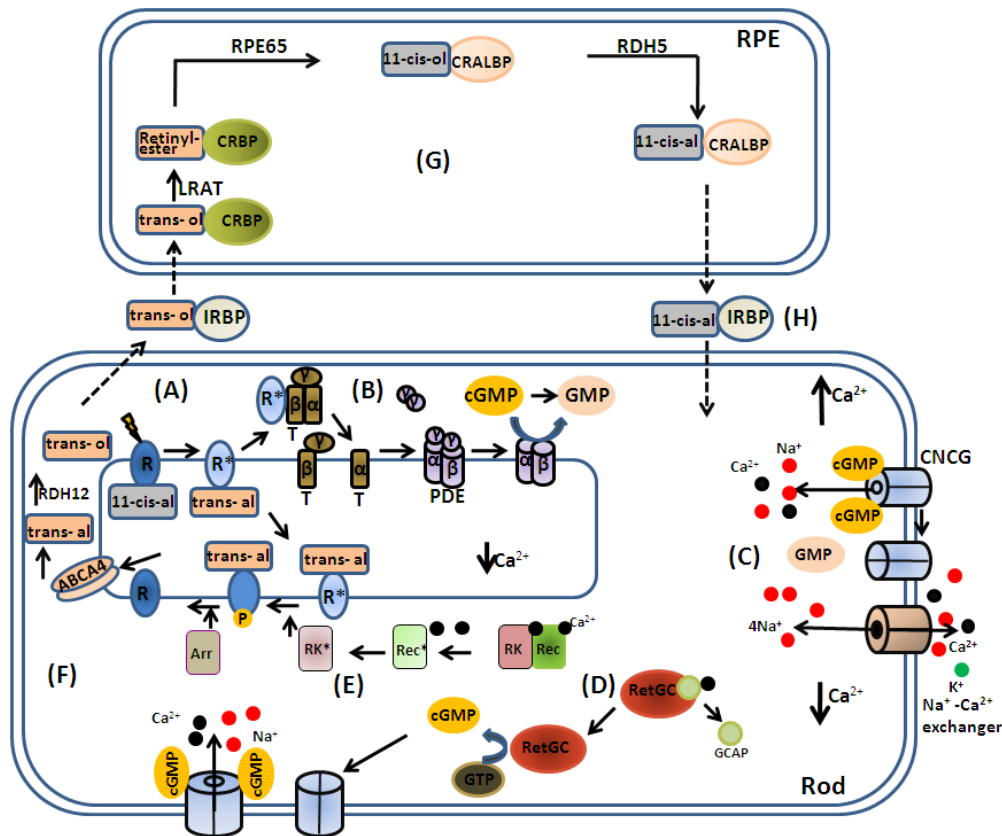 RPE
RPE65
11-cis-ol
CRALBP
RDH5
Retinyl-
ester
CRBP
11-cis-al
CRALBP
(G)
LRAT
trans- ol
CRBP
trans- ol
IRBP
11-cis-al
IRBP
(H)
(A)
(B)
R*
γ
β
α
T
γ
γ
cGMP
GMP
Ca²⁺
trans- ol
R
R*
γ
β
T
α
T
γ
γ
α
β
PDE
α
β
Na⁺
Ca²⁺
cGMP
CNCG
cGMP
RDH12
11-cis-al
trans- al
trans- al
trans- al
trans- al
Ca²⁺
GMP
(C)
ABCA4
R
P
R*
4Na⁺
Ca²⁺
K⁺
Na⁺ -Ca²⁺
exchanger
Arr
RK*
Rec*
RK
Rec
Ca²⁺
(F)
(E)
(D)
RetGC
Ca²⁺
GCAP
Ca²⁺
Na⁺
cGMP
RetGC
GTP
cGMP
cGMP
Rod